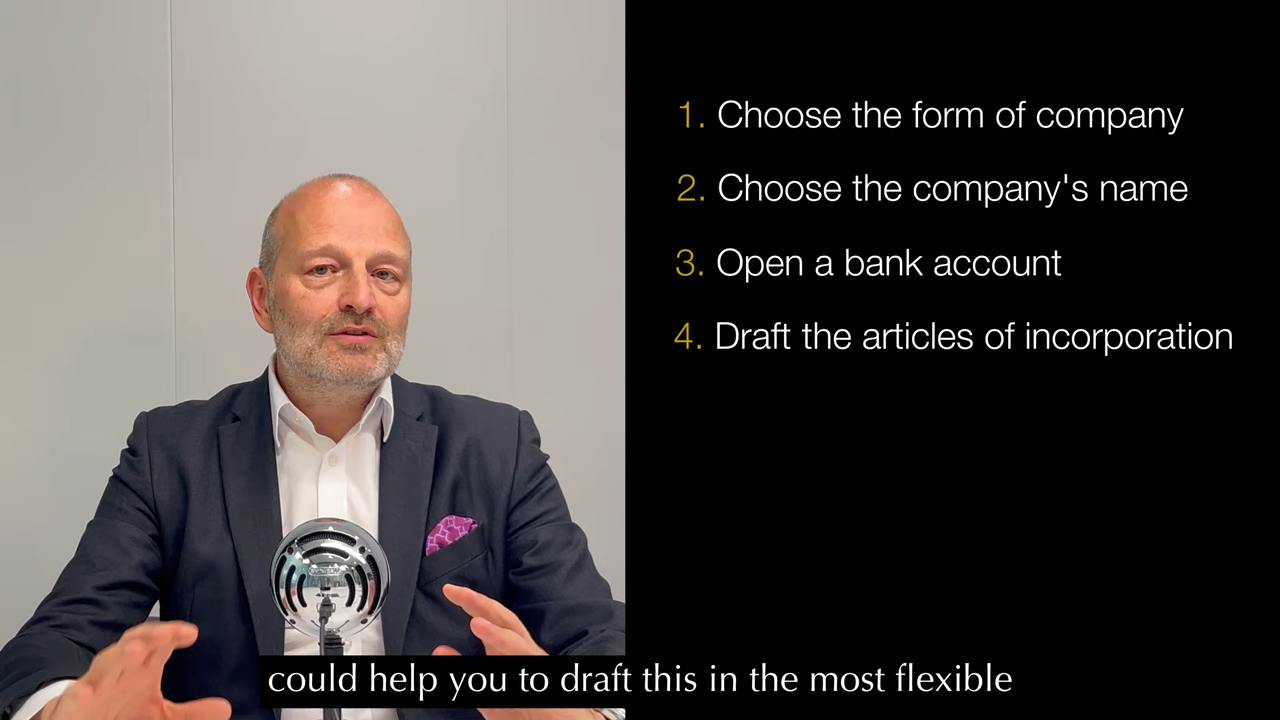 1. Choose the form of company
2. Choose the company's name
3. Open a bank account
4. Draft the articles of incorporation
could help you to draft this in the most flexible